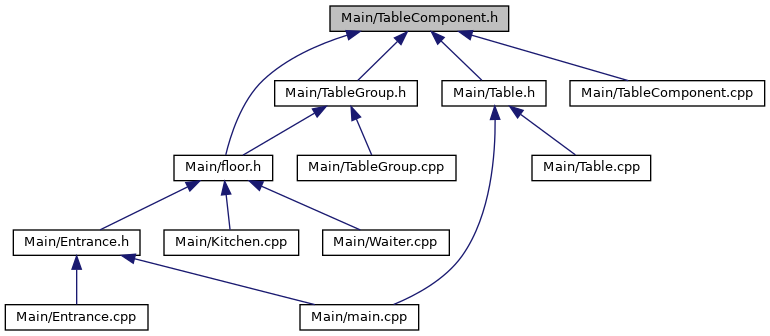 Main/TableComponent.h
Main/TableGroup.h
Main/Table.h
Main/TableComponent.cpp
Main/floor.h
Main/TableGroup.cpp
Main/Table.cpp
Main/Entrance.h
Main/Kitchen.cpp
Main/Waiter.cpp
Main/Entrance.cpp
Main/main.cpp